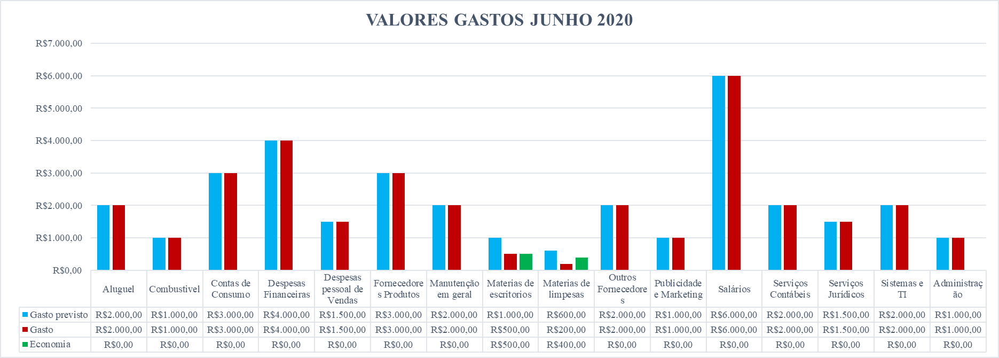 VALORES GASTOS JUNHO 2020
R$7.000,00
R$6.000,00
R$5.000,00
R$4.000,00
R$3.000,00
R$2.000,00
R$1.000,00
R$0,00
Aluguel
Combustivel
Contas de
Consumo
Despesas
Financeiras
Despesas
pessoal de
Vendas
Fornecedore
s Produtos
Manutenção
em geral
Materias de
escritorios
Materias de
limpesas
Outros
Fornecedore
s
Publicidade
e Marketing
Salários
Serviços
Contábeis
Serviços
Jurídicos
Sistemas e
TI
Administraç
ão
Gasto previsto R$2.000,00 R$1.000,00 R$3.000,00 R$4.000,00 R$1.500,00 R$3.000,00 R$2.000,00 R$1.000,00 R$600,00 R$2.000,00 R$1.000,00 R$6.000,00 R$2.000,00 R$1.500,00 R$2.000,00 R$1.000,00
Gasto R$2.000,00 R$1.000,00 R$3.000,00 R$4.000,00 R$1.500,00 R$3.000,00 R$2.000,00 R$500,00 R$200,00 R$2.000,00 R$1.000,00 R$6.000,00 R$2.000,00 R$1.500,00 R$2.000,00 R$1.000,00
Economia R$0,00 R$0,00 R$0,00 R$0,00 R$0,00 R$0,00 R$0,00 R$500,00 R$400,00 R$0,00 R$0,00 R$0,00 R$0,00 R$0,00 R$0,00 R$0,00